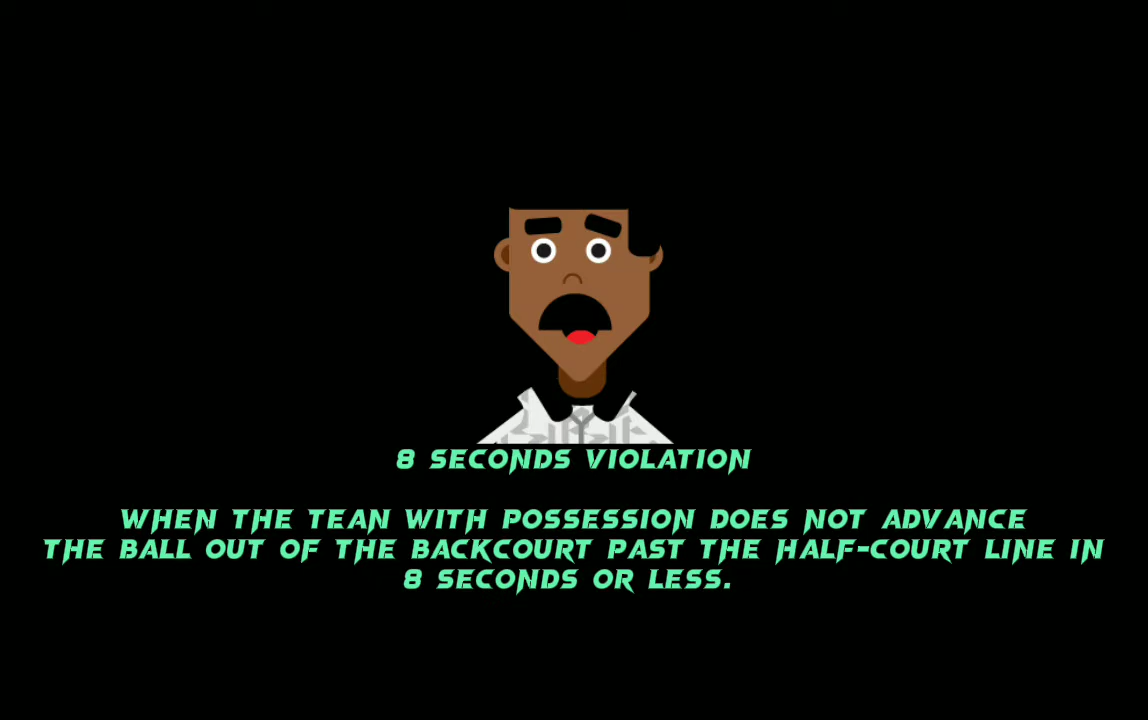 8 SECONDS VIOLATION
WHEN THE TEAN WITH POSSESSION DOES NOT ADVANCE
THE BALL OUT OF THE BACKCOURT PAST THE HALF-COURT LINE IN
8 SECONDS OR LESS.